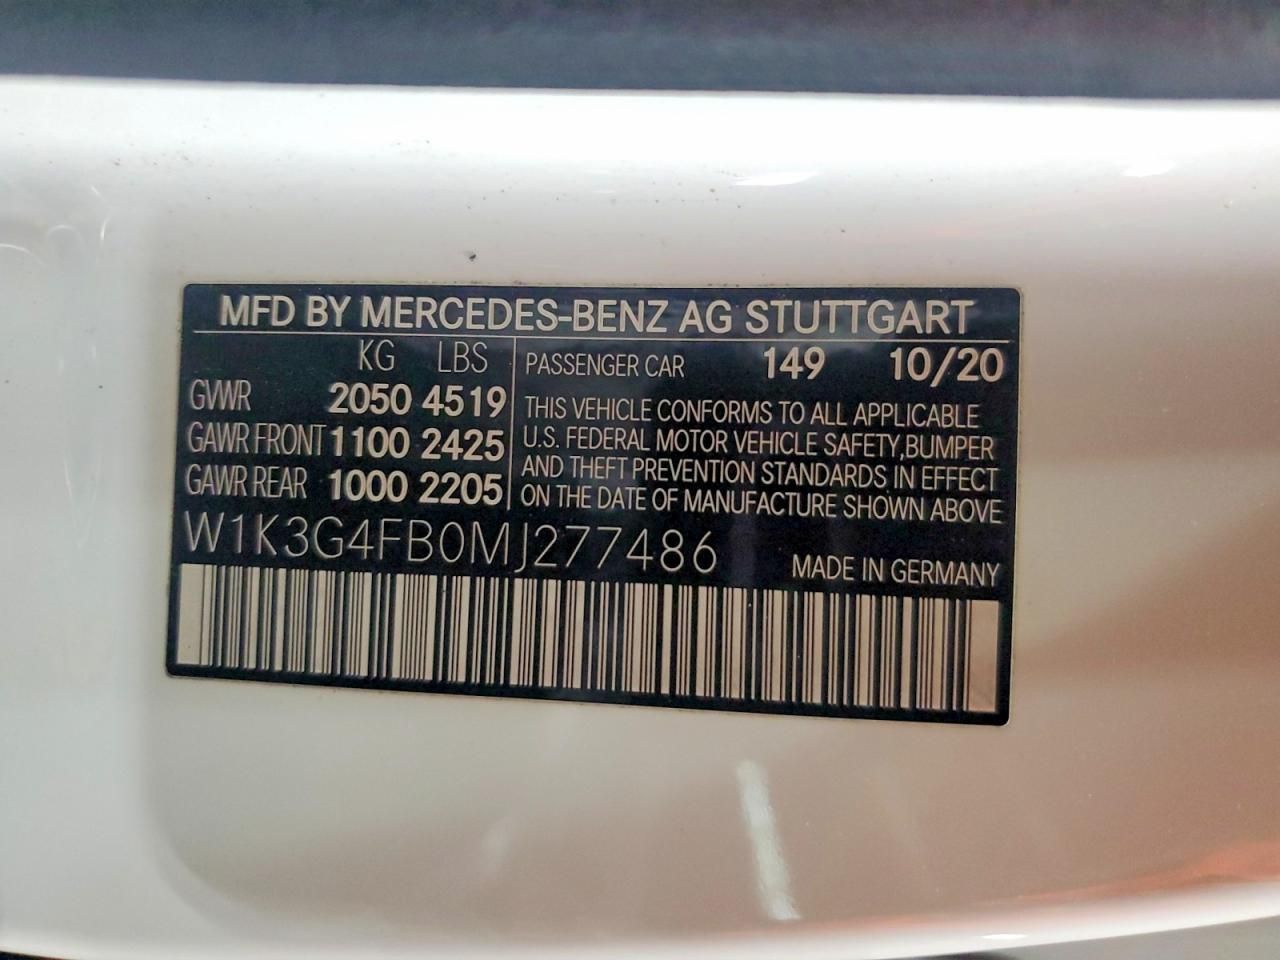 MFD BY MERCEDES-BENZ AG STUTTGART
KG LBS
GVWR 2050 4519
GAWR FRONT 1100 2425
GAWR REAR 1000 2205
PASSENGER CAR 149 10/20
THIS VEHICLE CONFORMS TO ALL APPLICABLE
U.S. FEDERAL MOTOR VEHICLE SAFETY,BUMPER
AND THEFT PREVENTION STANDARDS IN EFFECT
ON THE DATE OF MANUFACTURE SHOWN ABOVE
W1K3G4FB0MJ277486
MADE IN GERMANY